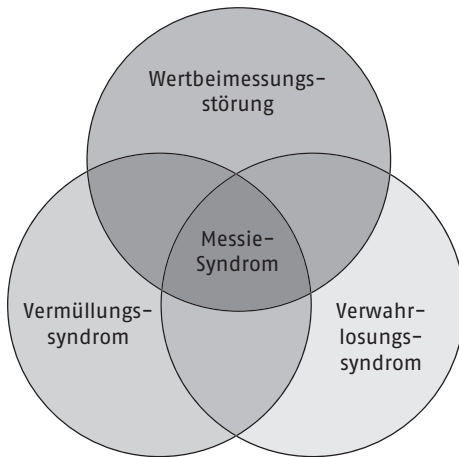 Wertbeimessungs-
störung
Messie-
Syndrom
Vermüllungs-
syndrom
Verwahr-
losungs-
syndrom